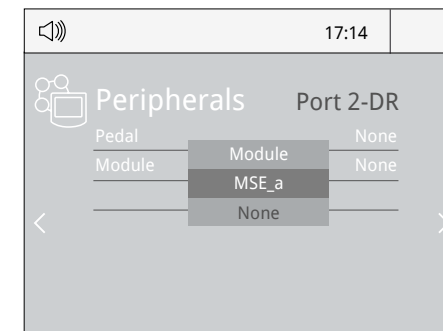 17:14
Peripherals Port 2-DR
Pedal None
Module None
Module
MSE_a
None